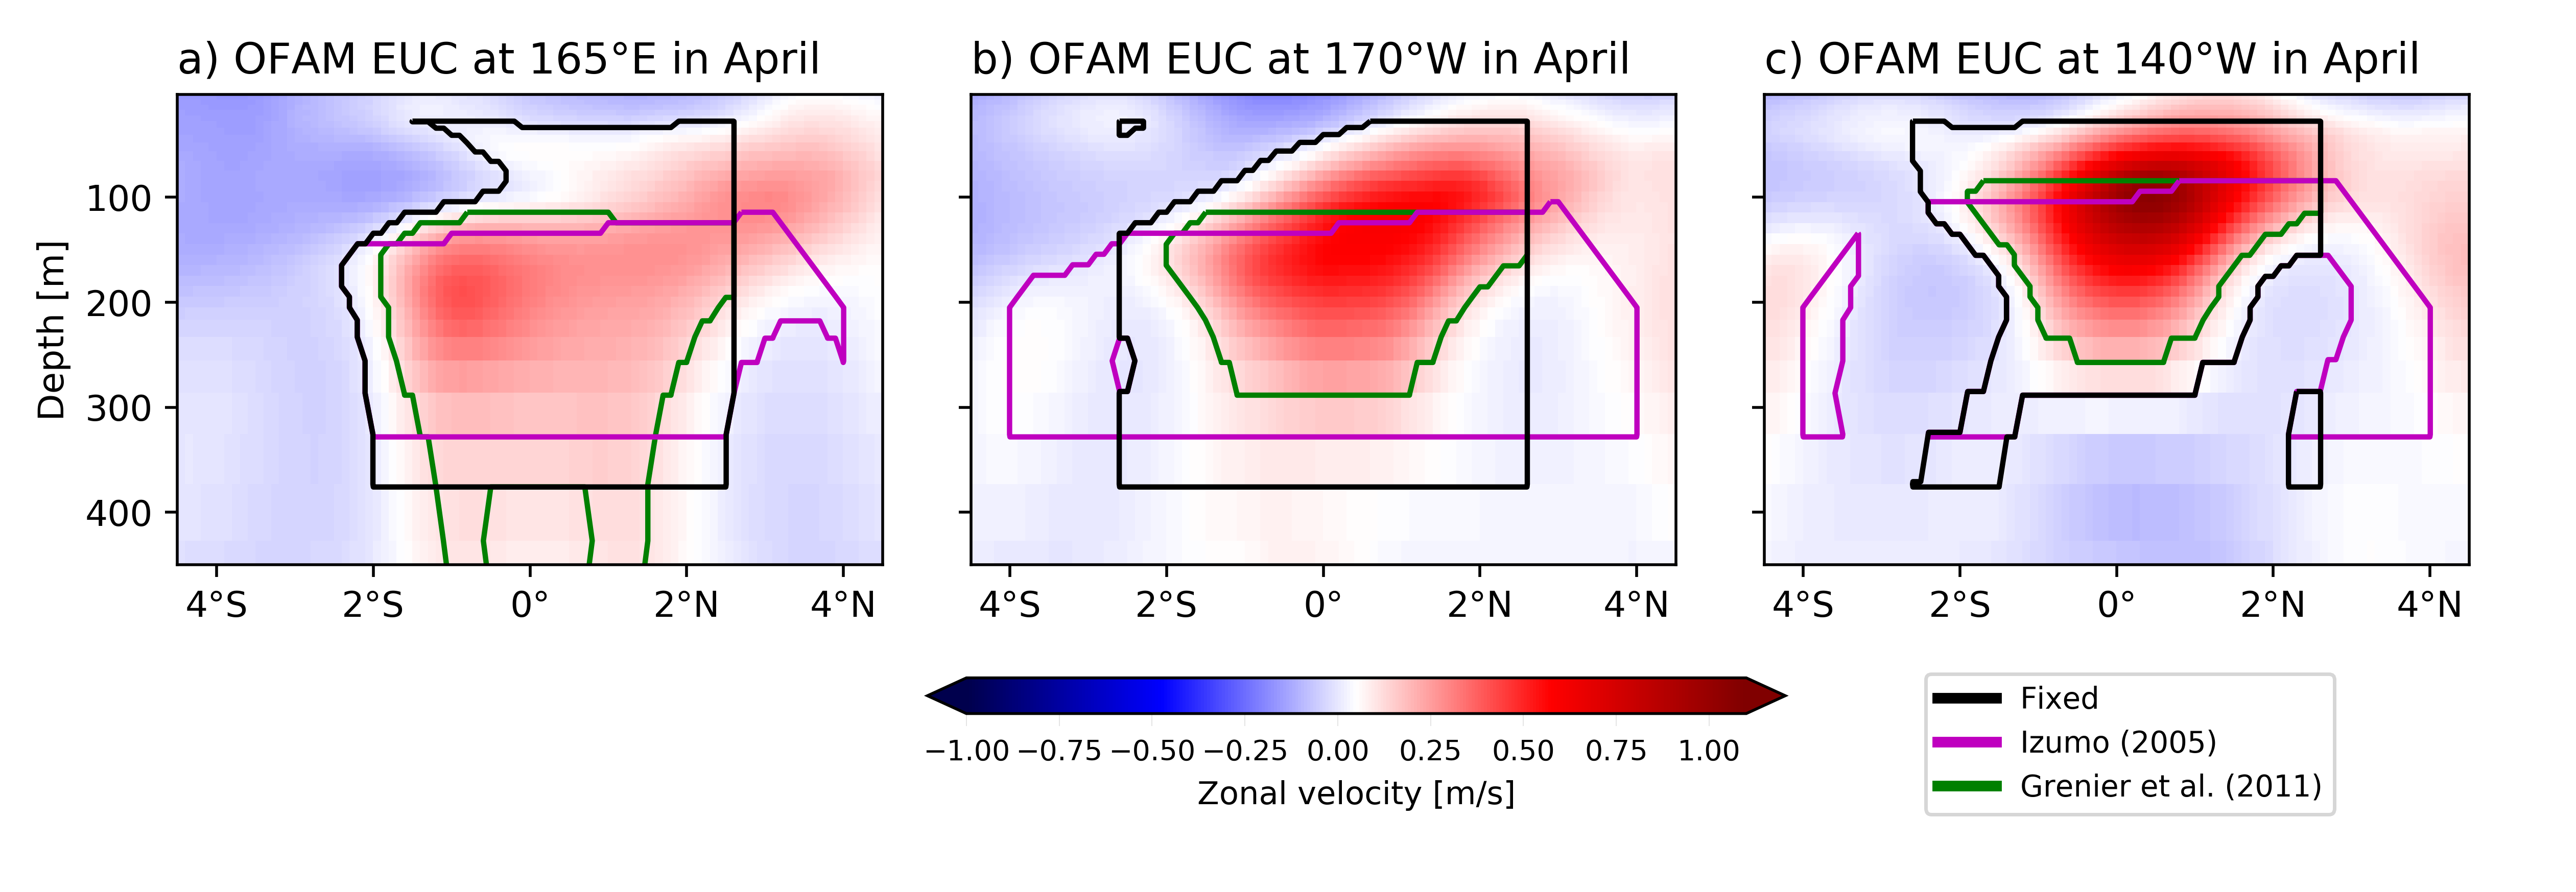 a) OFAM EUC at 165°E in April
b) OFAM EUC at 170°W in April
c) OFAM EUC at 140°W in April
Depth [m]
100
200
300
400
4°S 2°S 0° 2°N 4°N
4°S 2°S 0° 2°N 4°N
4°S 2°S 0° 2°N 4°N
−1.00 −0.75 −0.50 −0.25 0.00 0.25 0.50 0.75 1.00
Zonal velocity [m/s]
Fixed
Izumo (2005)
Grenier et al. (2011)